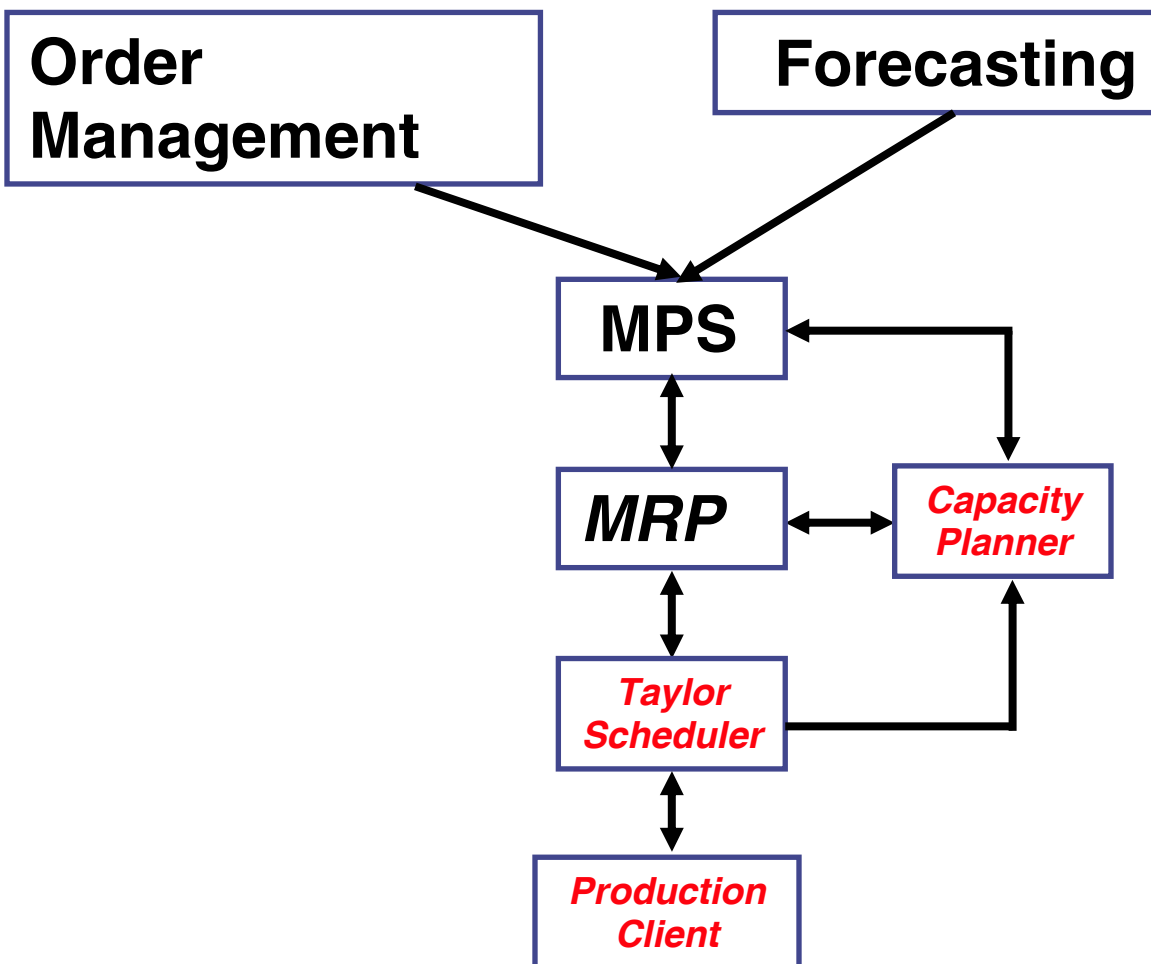 Order
Management
Forecasting
MPS
MRP
Capacity
Planner
Taylor
Scheduler
Production
Client